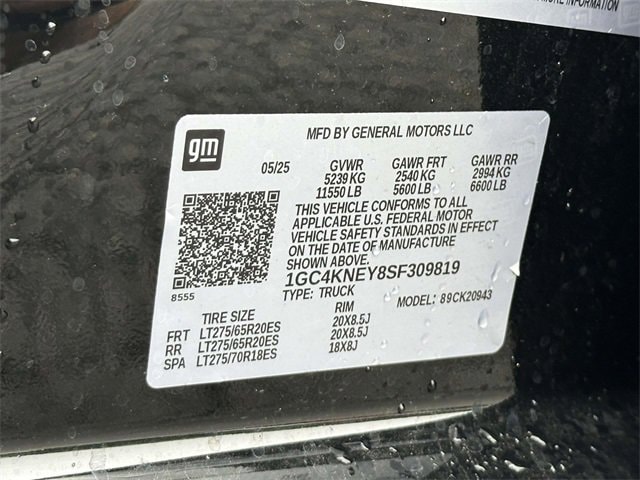 MORE INFORMATION
gm
MFD BY GENERAL MOTORS LLC
05/25 GVWR GAWR FRT GAWR RR
5239 KG 2540 KG 2994 KG
11550 LB 5600 LB 6600 LB
THIS VEHICLE CONFORMS TO ALL
APPLICABLE U.S. FEDERAL MOTOR
VEHICLE SAFETY STANDARDS IN EFFECT
ON THE DATE OF MANUFACTURE
SHOWN ABOVE.
8555
1GC4KNEY8SF309819
TYPE: TRUCK MODEL: 89CK20943
TIRE SIZE RIM
FRT LT275/65R20ES 20X8.5J
RR LT275/65R20ES 20X8.5J
SPA LT275/70R18ES 18X8J